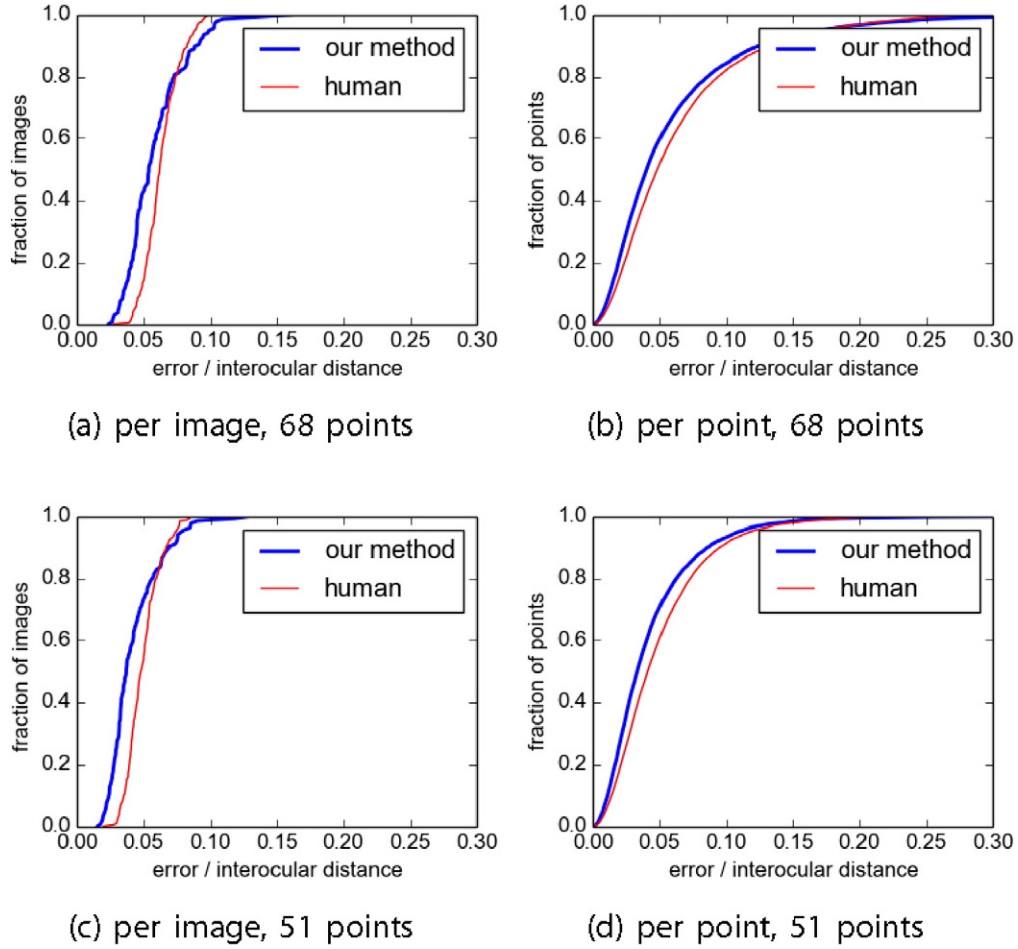 1.0
0.8
0.6
0.4
0.2
0.0
fraction of images
our method
human
0.00 0.05 0.10 0.15 0.20 0.25 0.30
error / interocular distance
(a) per image, 68 points
1.0
0.8
0.6
0.4
0.2
0.0
fraction of points
our method
human
0.00 0.05 0.10 0.15 0.20 0.25 0.30
error / interocular distance
(b) per point, 68 points
1.0
0.8
0.6
0.4
0.2
0.0
fraction of images
our method
human
0.00 0.05 0.10 0.15 0.20 0.25 0.30
error / interocular distance
(c) per image, 51 points
1.0
0.8
0.6
0.4
0.2
0.0
fraction of points
our method
human
0.00 0.05 0.10 0.15 0.20 0.25 0.30
error / interocular distance
(d) per point, 51 points